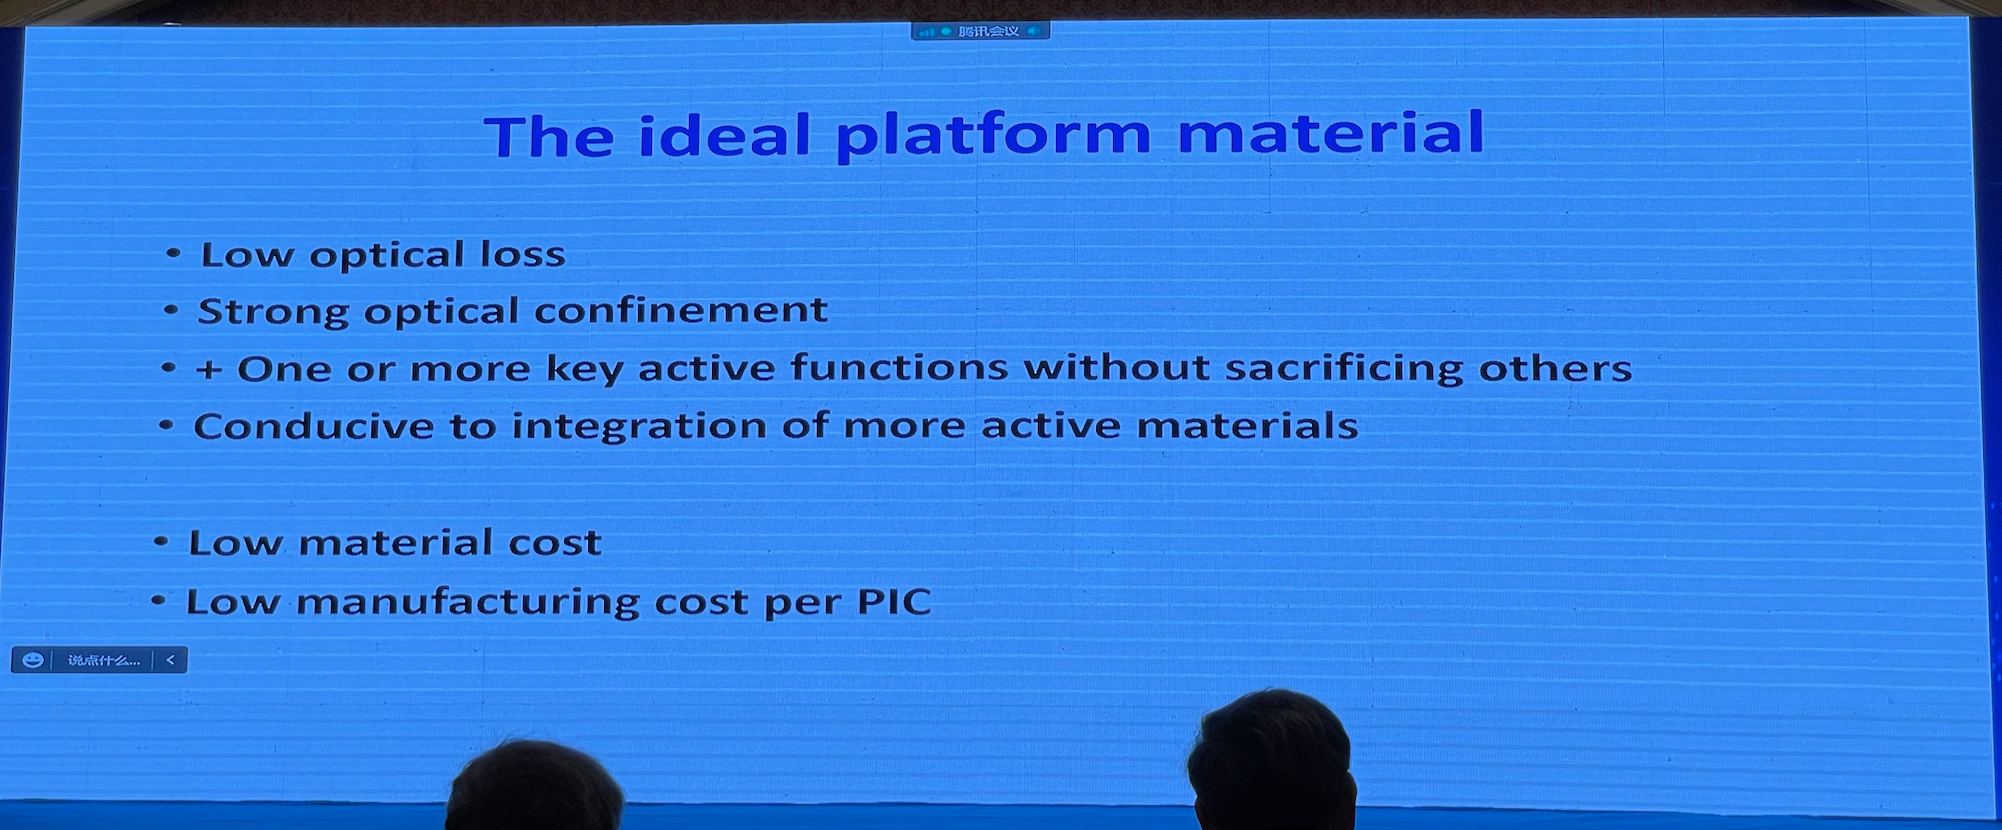 腾讯会议
The ideal platform material
• Low optical loss
• Strong optical confinement
• + One or more key active functions without sacrificing others
• Conducive to integration of more active materials
• Low material cost
• Low manufacturing cost per PIC
说点什么...